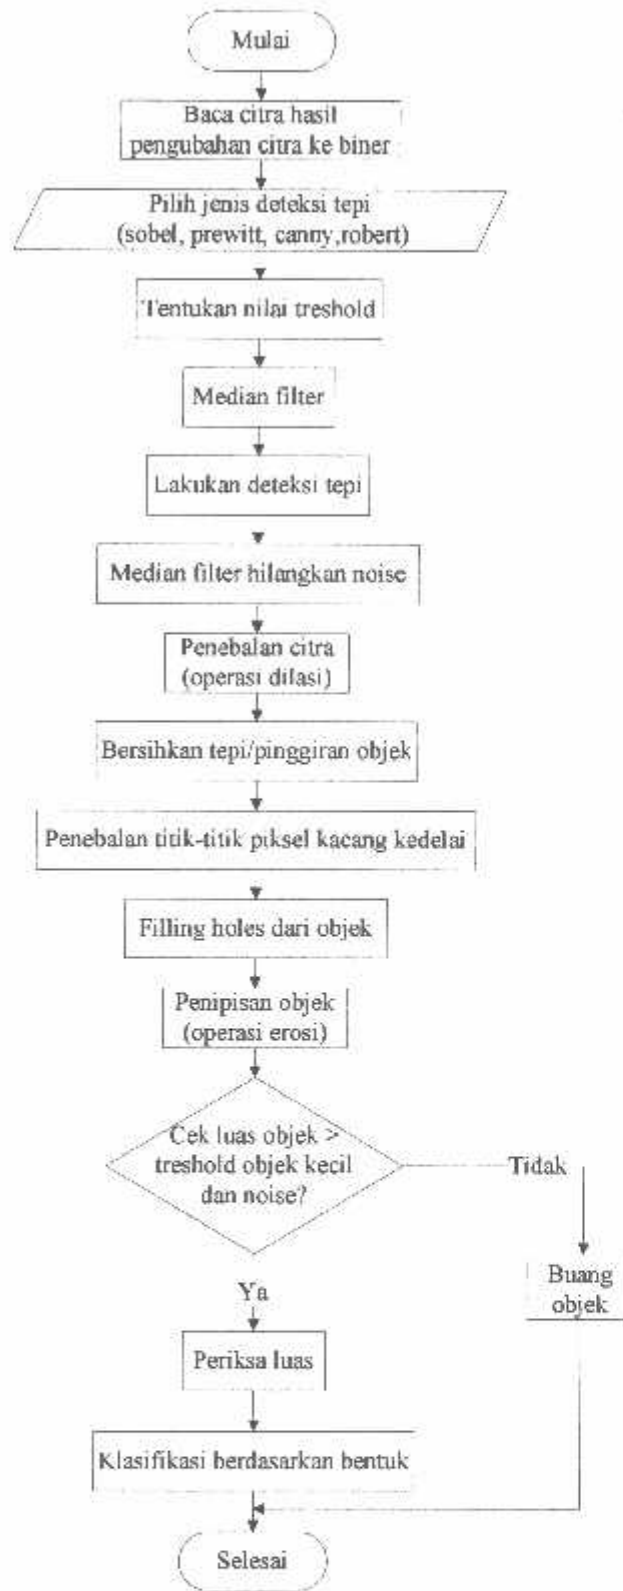 Mulai
Baca citra hasil
pengubahan citra ke biner
Pilih jenis deteksi tepi
(sobel, prewitt, canny,robert)
Tentukan nilai treshold
Median filter
Lakukan deteksi tepi
Median filter hilangkan noise
Penebalan citra
(operasi dilasi)
Bersihkan tepi/pinggiran objek
Penebalan titik-titik piksel kacang kedelai
Filling holes dari objek
Penipisan objek
(operasi erosi)
Cek luas objek >
treshold objek kecil
dan noise?
Tidak
Buang
objek
Ya
Periksa luas
Klasifikasi berdasarkan bentuk
Selesai